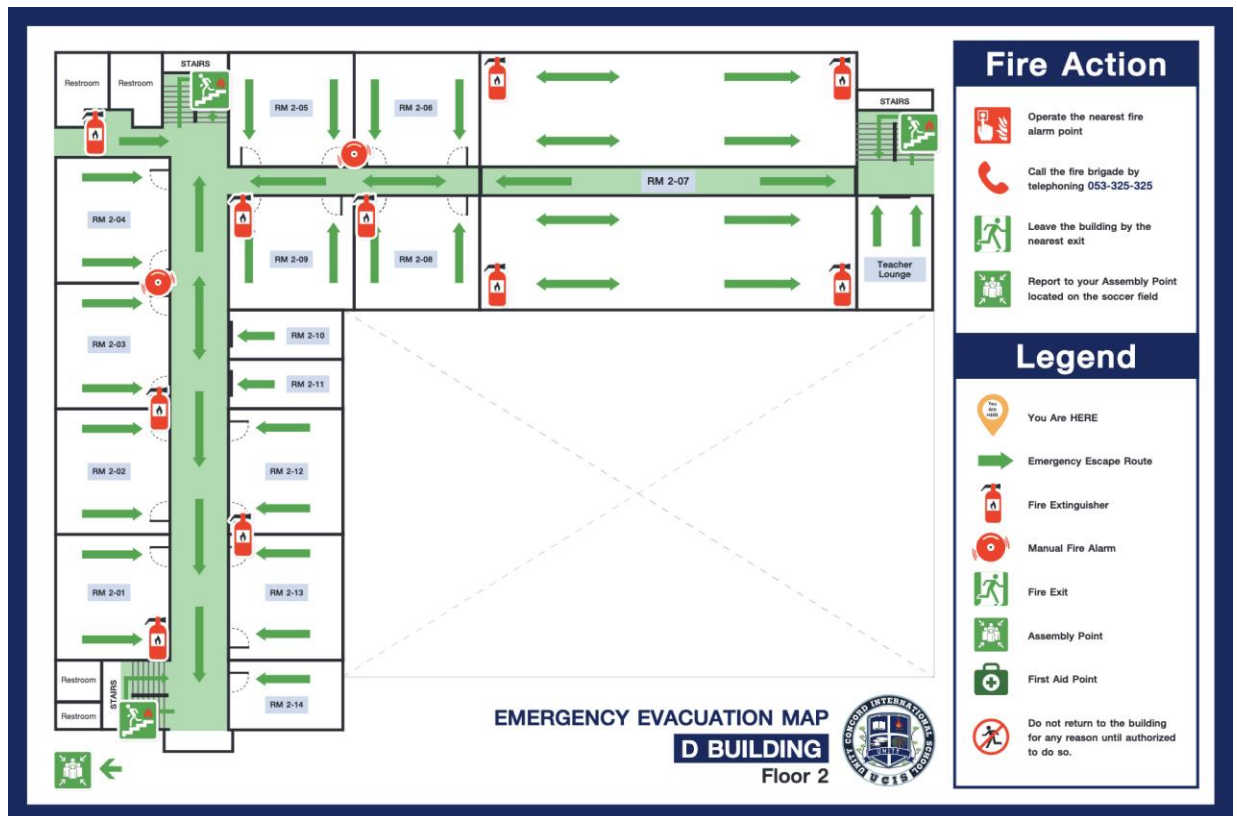 STAIRS
Restroom
Restroom
RM 2-05
RM 2-06
STAIRS
RM 2-07
RM 2-04
RM 2-09
RM 2-08
Teacher
Lounge
RM 2-03
RM 2-10
RM 2-11
RM 2-02
RM 2-12
RM 2-01
RM 2-13
Restroom
STAIRS
Restroom
RM 2-14
EMERGENCY EVACUATION MAP
D BUILDING
Floor 2
UNITY CONCORD INTERNATIONAL SCHOOL
UNITY
UCIS
Fire Action
Operate the nearest fire
alarm point
Call the fire brigade by
telephoning 053-325-325
Leave the building by the
nearest exit
Report to your Assembly Point
located on the soccer field
Legend
You
Are
HERE
You Are HERE
Emergency Escape Route
Fire Extinguisher
Manual Fire Alarm
Fire Exit
Assembly Point
First Aid Point
Do not return to the building
for any reason until authorized
to do so.